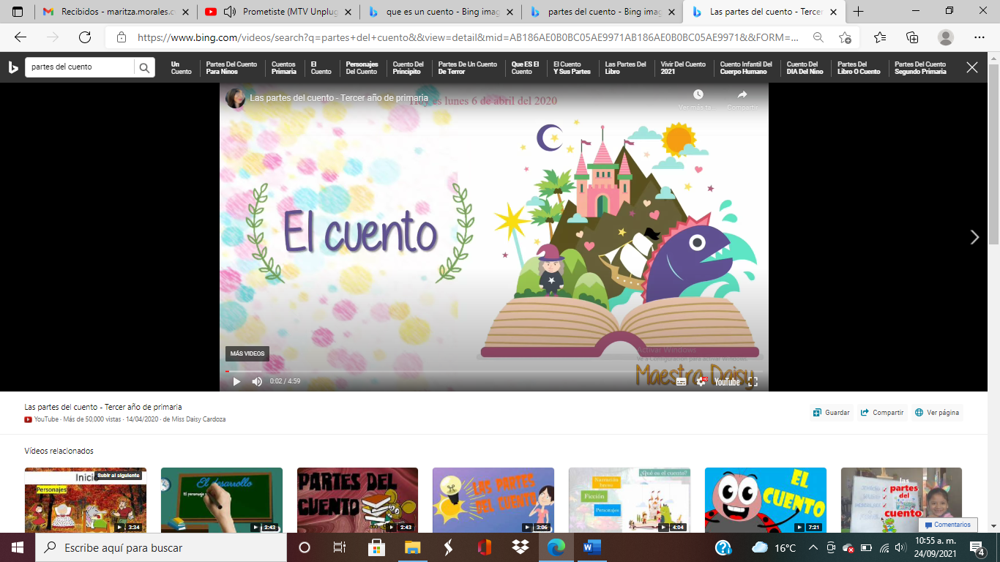 Recibidos - maritza.morales.c
Prometiste (MTV Unplug
que es un cuento - Bing imag
partes del cuento - Bing imag
Las partes del cuento - Tercer
https://www.bing.com/videos/search?q=partes+del+cuento&&view=detail&mid=AB186AE0B0BC05AE9971AB186AE0B0BC05AE9971&&FORM=...
partes del cuento
Un Cuento
Partes Del Cuento Para Ninos
Cuentos Primaria
El Cuento
Personajes Del Cuento
Cuento Del Principito
Partes De Un Cuento De Terror
Que ES El Cuento
El Cuento Y Sus Partes
Las Partes Del Libro
Vivir Del Cuento 2021
Cuento Infantil Del Cuerpo Humano
Cuento Del DIA Del Nino
Partes Del Libro O Cuento
Partes Del Cuento Segundo Primaria
Las partes del cuento - Tercer año de primaria
Hoy es lunes 6 de abril del 2020
Ver más ta
Compartir
El cuento
MÁS VIDEOS
Activar Windows
Ve a Configuración para activar Windows.
Maestra Daisy
0:02 / 4:59
HD
YouTube
Las partes del cuento - Tercer año de primaria
YouTube · Más de 50,000 vistas · 14/04/2020 · de Miss Daisy Cardoza
Guardar
Compartir
Ver página
Vídeos relacionados
Inicio
Subir al siguiente
Personajes
3:34
El desarrollo
El personaje
2:43
PARTES DEL
CUENTO
2:43
LAS PARTES
DEL CUENTO
3:06
¿Qué es el cuento?
Narración
breve
Ficción
Personajes
4:04
EL
CUENTO
7:21
las
partes
del
cuento
Comentarios
Escribe aquí para buscar
16°C
10:55 a. m.
24/09/2021
4